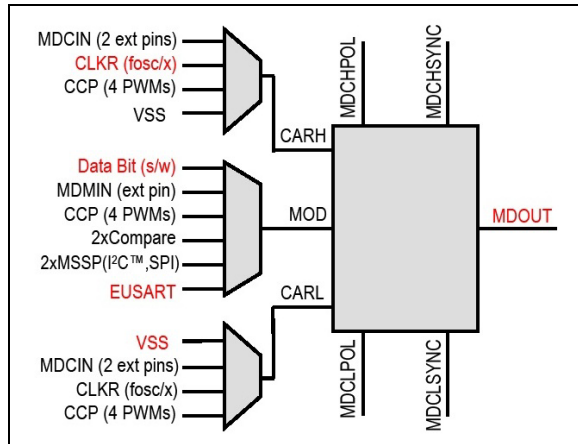 MDCIN (2 ext pins)
CLKR (fosc/x)
CCP (4 PWMs)
VSS
MDCHPOL
MDCHSYNC
CARH
Data Bit (s/w)
MDMIN (ext pin)
CCP (4 PWMs)
2xCompare
2xMSSP(I²C™,SPI)
EUSART
MOD
MDOUT
CARL
VSS
MDCIN (2 ext pins)
CLKR (fosc/x)
CCP (4 PWMs)
MDCLPOL
MDCLSYNC